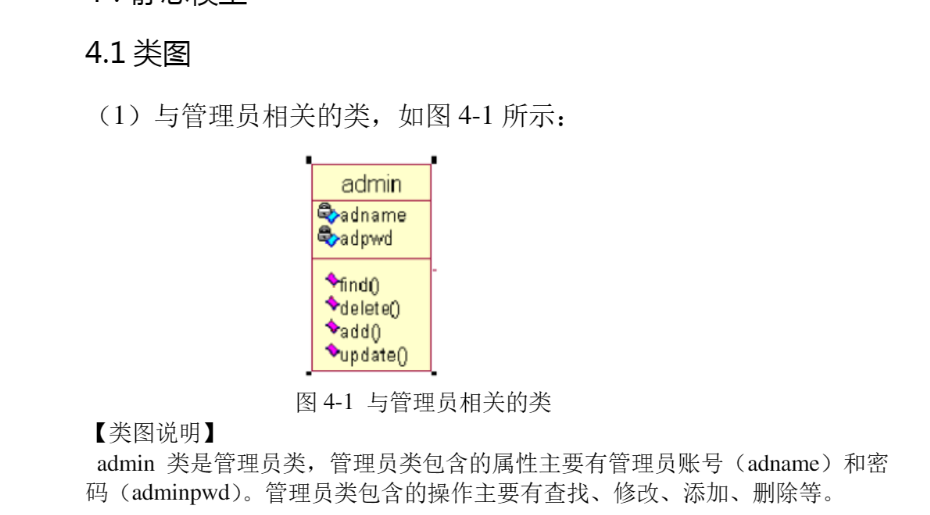 4.1 类图
（1）与管理员相关的类，如图 4-1 所示：
admin
adname
adpwd
find()
delete()
add()
update()
图 4-1 与管理员相关的类
【类图说明】
admin 类是管理员类，管理员类包含的属性主要有管理员账号（adname）和密
码（adminpwd）。管理员类包含的操作主要有查找、修改、添加、删除等。